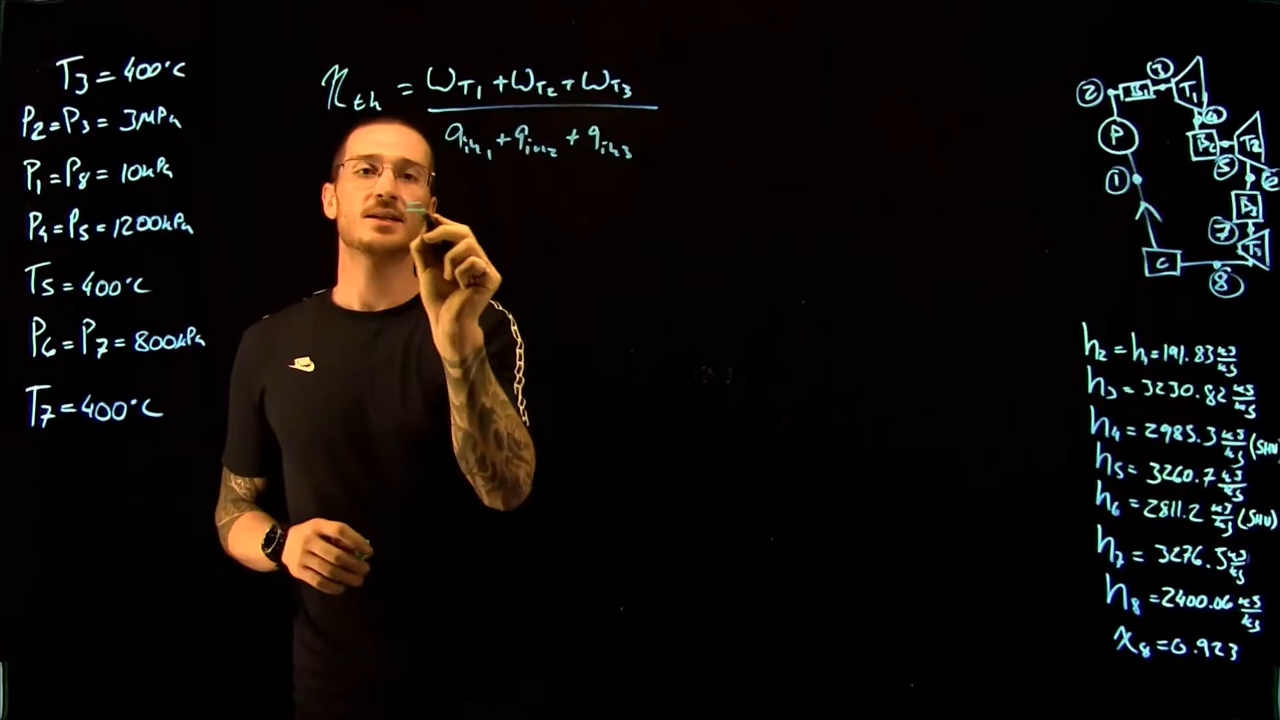 T3 = 400°C
P2 = P3 = 3MPa
P1 = P8 = 10kPa
P4 = P5 = 1200kPa
T5 = 400°C
P6 = P7 = 800kPa
T7 = 400°C
ηth = ωT1 + ωT2 + ωT3
qin1 + qin2 + qin3
=
2 B1 3 T1
P 4
B2 T2
1 5 6
B3
7 T3
C
8
h2 = h1 = 191.83 kJ/kg
h3 = 3230.82 kJ/kg
h4 = 2985.3 kJ/kg (SHV)
h5 = 3260.7 kJ/kg
h6 = 2811.2 kJ/kg (SHV)
h7 = 3276.5 kJ/kg
h8 = 2400.06 kJ/kg
x8 = 0.923